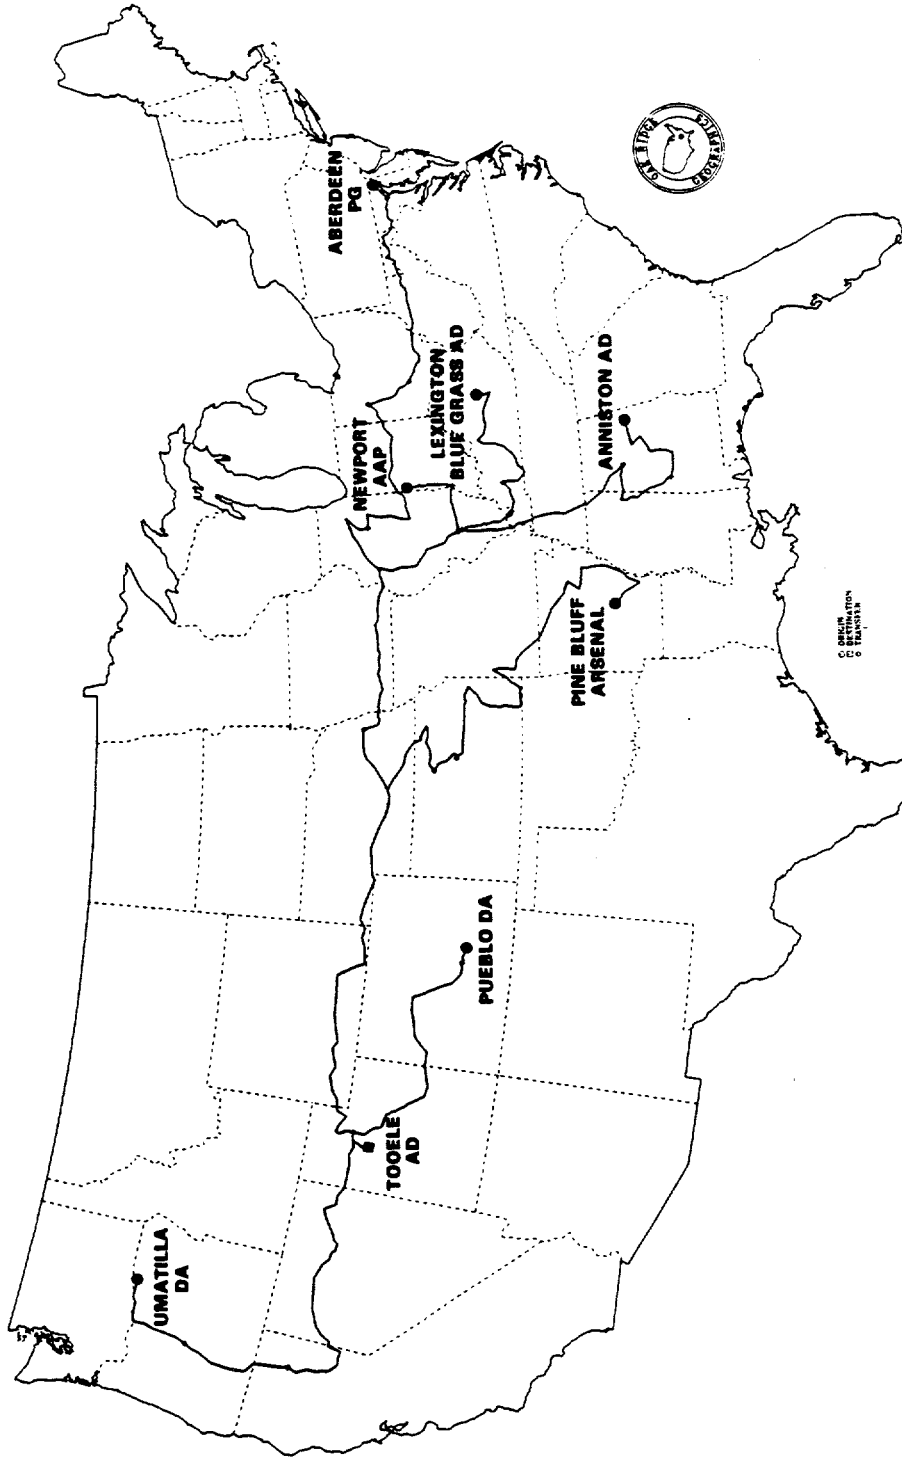 UMATILLA
DA
TOOELE
AD
PUEBLO DA
PINE BLUFF
ARSENAL
NEWPORT
AAP
LEXINGTON
BLUE GRASS AD
ANNISTON AD
ABERDEEN
PG
OAK RIDGE
GEOGRAPHICS
ORIGIN
DESTINATION
TRANSFER